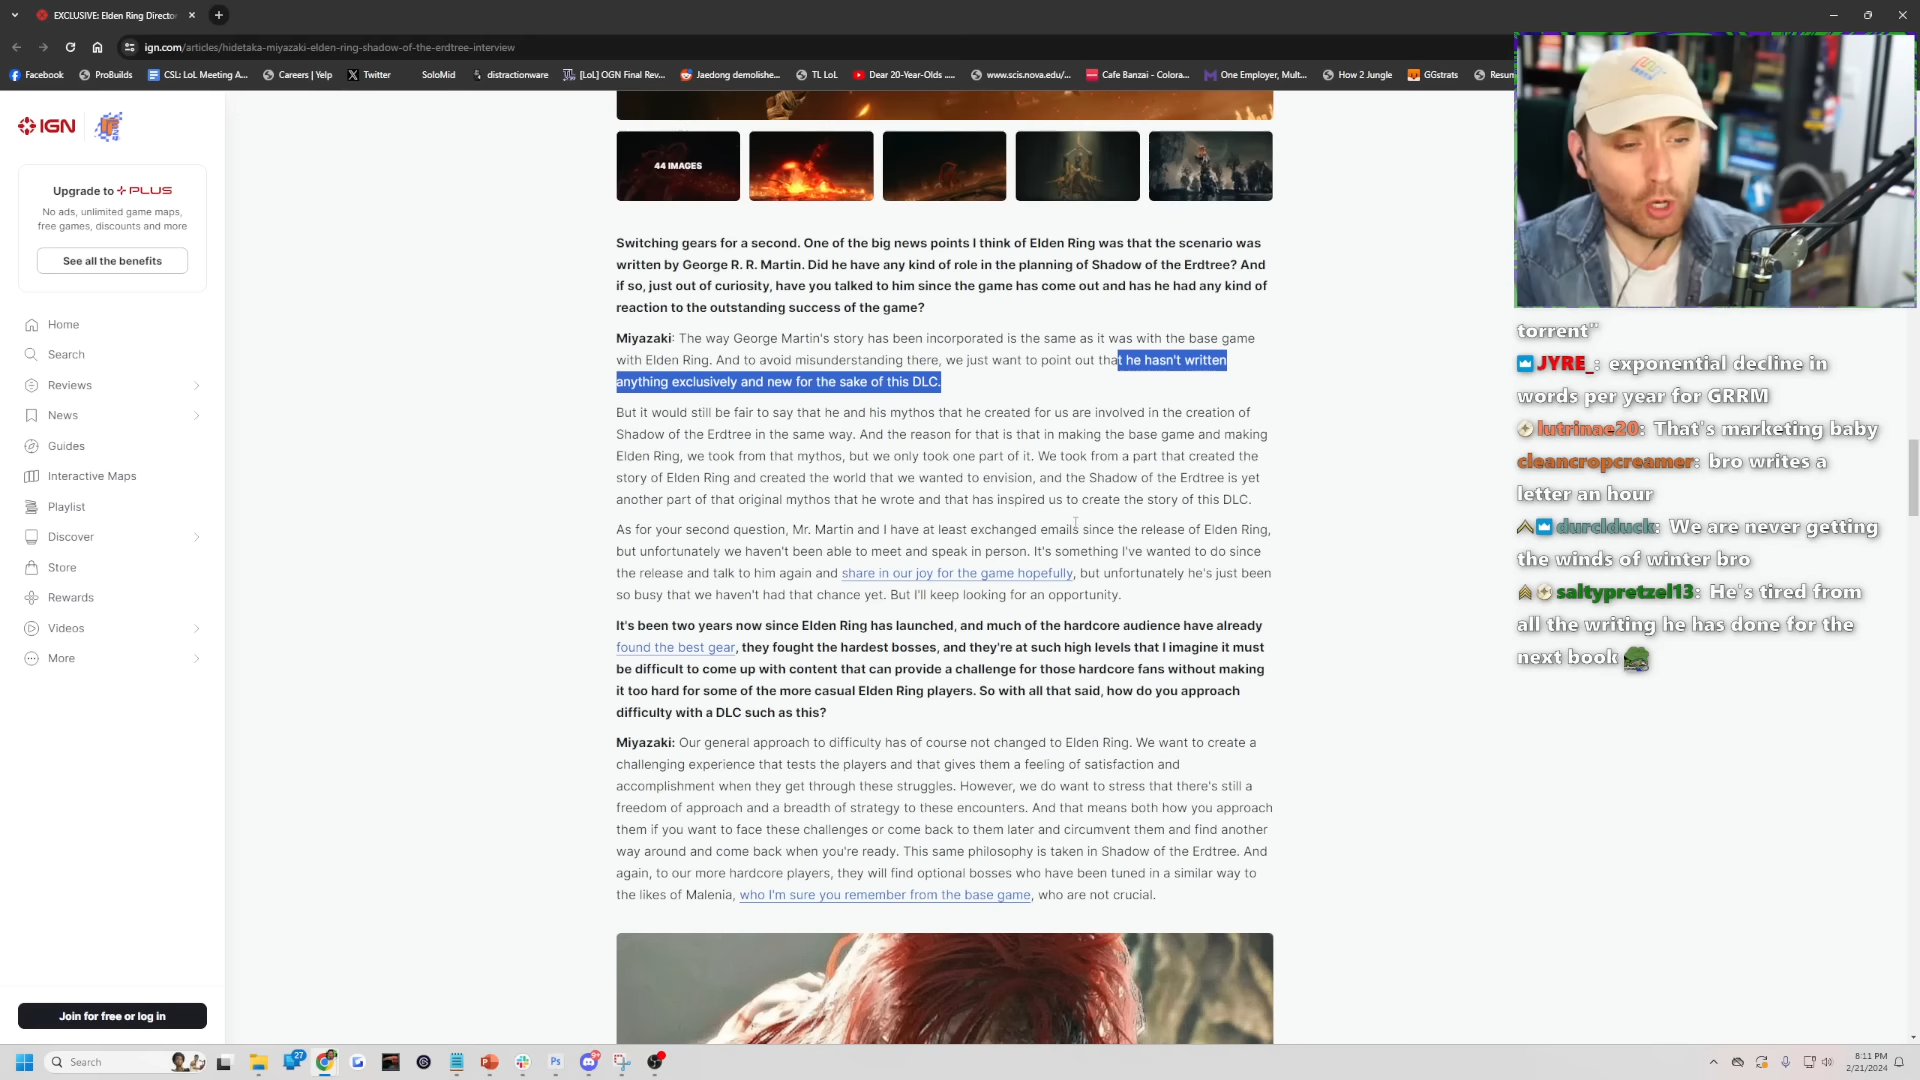 EXCLUSIVE: Elden Ring Director
ign.com/articles/hidetaka-miyazaki-elden-ring-shadow-of-the-erdtree-interview
Facebook
ProBuilds
CSL: LoL Meeting A...
Careers | Yelp
Twitter
SoloMid
distractionware
[LoL] OGN Final Rev...
Jaedong demolishe...
TL LoL
Dear 20-Year-Olds .....
www.scis.nova.edu/...
Cafe Banzai - Colora...
One Employer, Mult...
How 2 Jungle
GGstrats
Resum
IGN
Upgrade to PLUS
No ads, unlimited game maps,
free games, discounts and more
See all the benefits
Home
Search
Reviews
News
Guides
Interactive Maps
Playlist
Discover
Store
Rewards
Videos
More
Join for free or log in
44 IMAGES
Switching gears for a second. One of the big news points I think of Elden Ring was that the scenario was
written by George R. R. Martin. Did he have any kind of role in the planning of Shadow of the Erdtree? And
if so, just out of curiosity, have you talked to him since the game has come out and has he had any kind of
reaction to the outstanding success of the game?
Miyazaki: The way George Martin's story has been incorporated is the same as it was with the base game
with Elden Ring. And to avoid misunderstanding there, we just want to point out that he hasn't written
anything exclusively and new for the sake of this DLC.
But it would still be fair to say that he and his mythos that he created for us are involved in the creation of
Shadow of the Erdtree in the same way. And the reason for that is that in making the base game and making
Elden Ring, we took from that mythos, but we only took one part of it. We took from a part that created the
story of Elden Ring and created the world that we wanted to envision, and the Shadow of the Erdtree is yet
another part of that original mythos that he wrote and that has inspired us to create the story of this DLC.
As for your second question, Mr. Martin and I have at least exchanged emails since the release of Elden Ring,
but unfortunately we haven't been able to meet and speak in person. It's something I've wanted to do since
the release and talk to him again and share in our joy for the game hopefully, but unfortunately he's just been
so busy that we haven't had that chance yet. But I'll keep looking for an opportunity.
It's been two years now since Elden Ring has launched, and much of the hardcore audience have already
found the best gear, they fought the hardest bosses, and they're at such high levels that I imagine it must
be difficult to come up with content that can provide a challenge for those hardcore fans without making
it too hard for some of the more casual Elden Ring players. So with all that said, how do you approach
difficulty with a DLC such as this?
Miyazaki: Our general approach to difficulty has of course not changed to Elden Ring. We want to create a
challenging experience that tests the players and that gives them a feeling of satisfaction and
accomplishment when they get through these struggles. However, we do want to stress that there's still a
freedom of approach and a breadth of strategy to these encounters. And that means both how you approach
them if you want to face these challenges or come back to them later and circumvent them and find another
way around and come back when you're ready. This same philosophy is taken in Shadow of the Erdtree. And
again, to our more hardcore players, they will find optional bosses who have been tuned in a similar way to
the likes of Malenia, who I'm sure you remember from the base game, who are not crucial.
torrent"
JYRE_: exponential decline in
words per year for GRRM
lutrinae20: That's marketing baby
cleancropcreamer: bro writes a
letter an hour
durclduck: We are never getting
the winds of winter bro
saltypretzel13: He's tired from
all the writing he has done for the
next book
Search
27
8:11 PM
2/21/2024